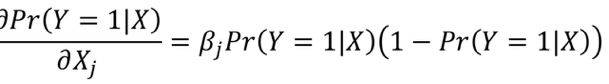 ∂Pr(Y = 1|X)
∂X_j = β_j Pr(Y = 1|X)(1 − Pr(Y = 1|X))